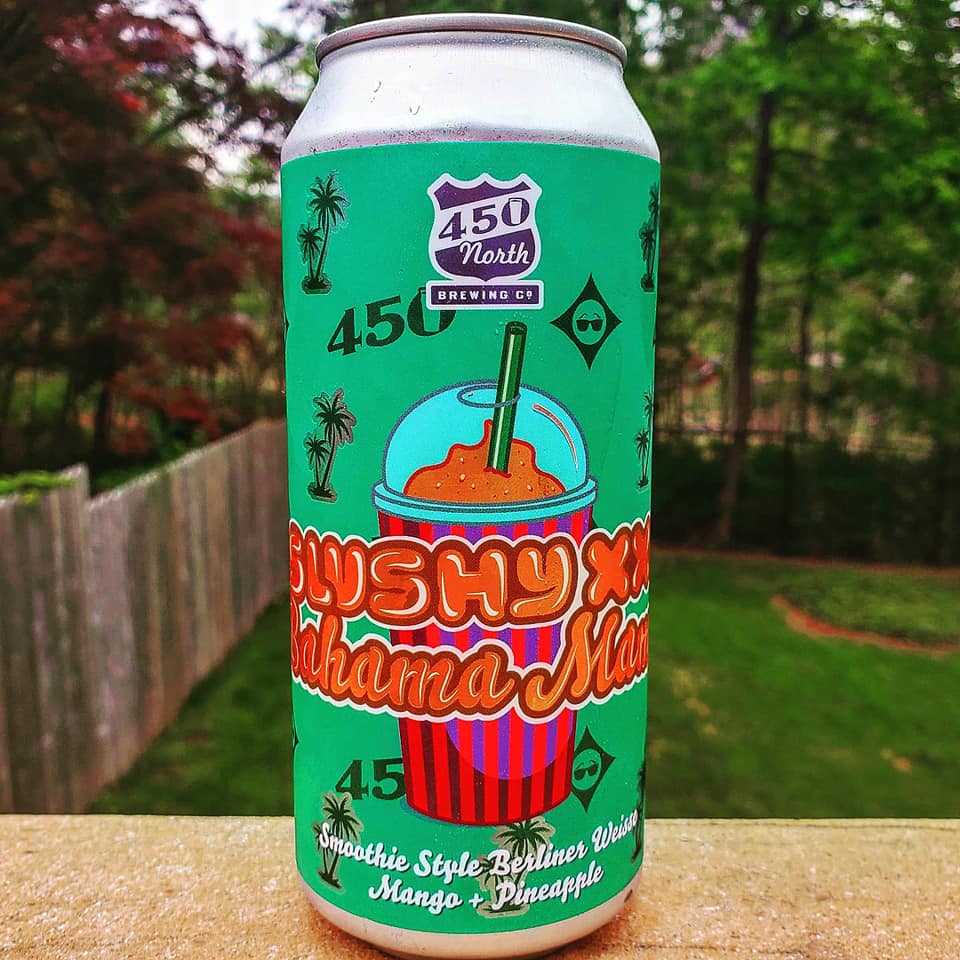 450
North
BREWING Cº
450
SLUSHY XX
Bahama Mam
45
Smoothie Style Berliner Weisse
Mango + Pineapple